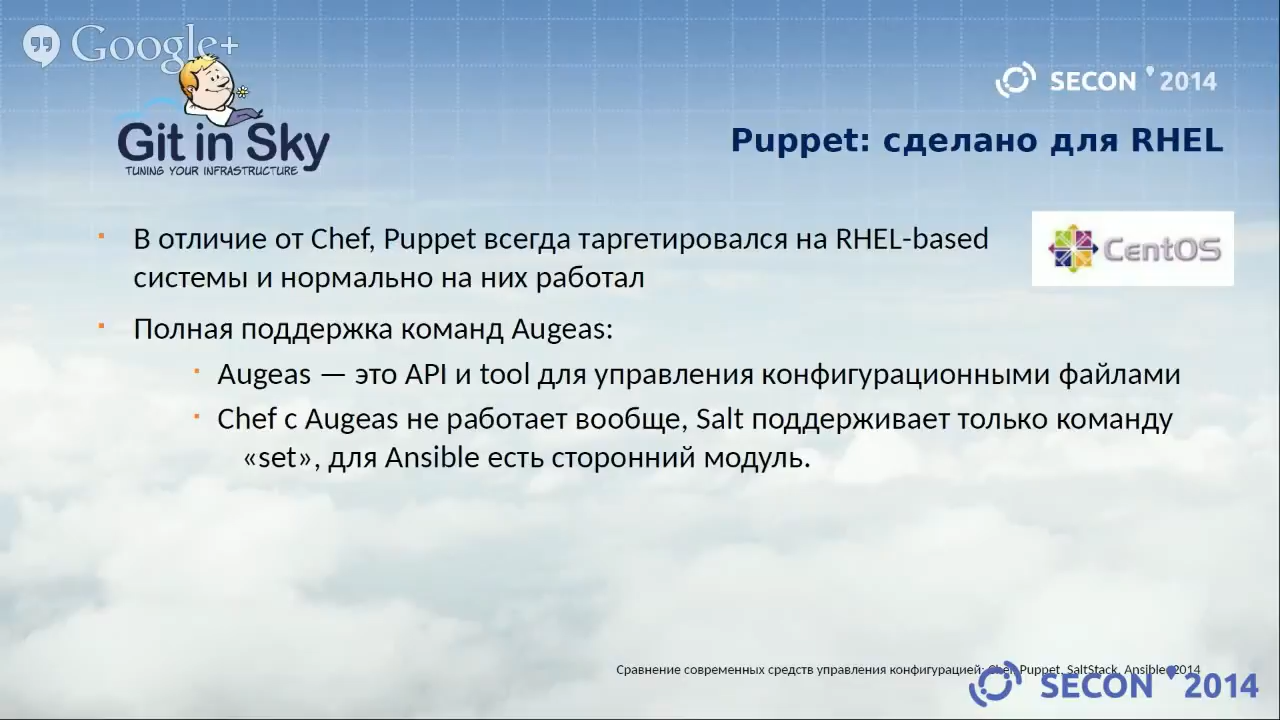 Google+
SECON 2014
Git in Sky
TUNING YOUR INFRASTRUCTURE
Puppet: сделано для RHEL
В отличие от Chef, Puppet всегда таргетировался на RHEL-based
системы и нормально на них работал
CentOS
Полная поддержка команд Augeas:
Augeas — это API и tool для управления конфигурационными файлами
Chef с Augeas не работает вообще, Salt поддерживает только команду
«set», для Ansible есть сторонний модуль.
Сравнение современных средств управления конфигурацией: Chef, Puppet, SaltStack, Ansible. 2014
SECON 2014